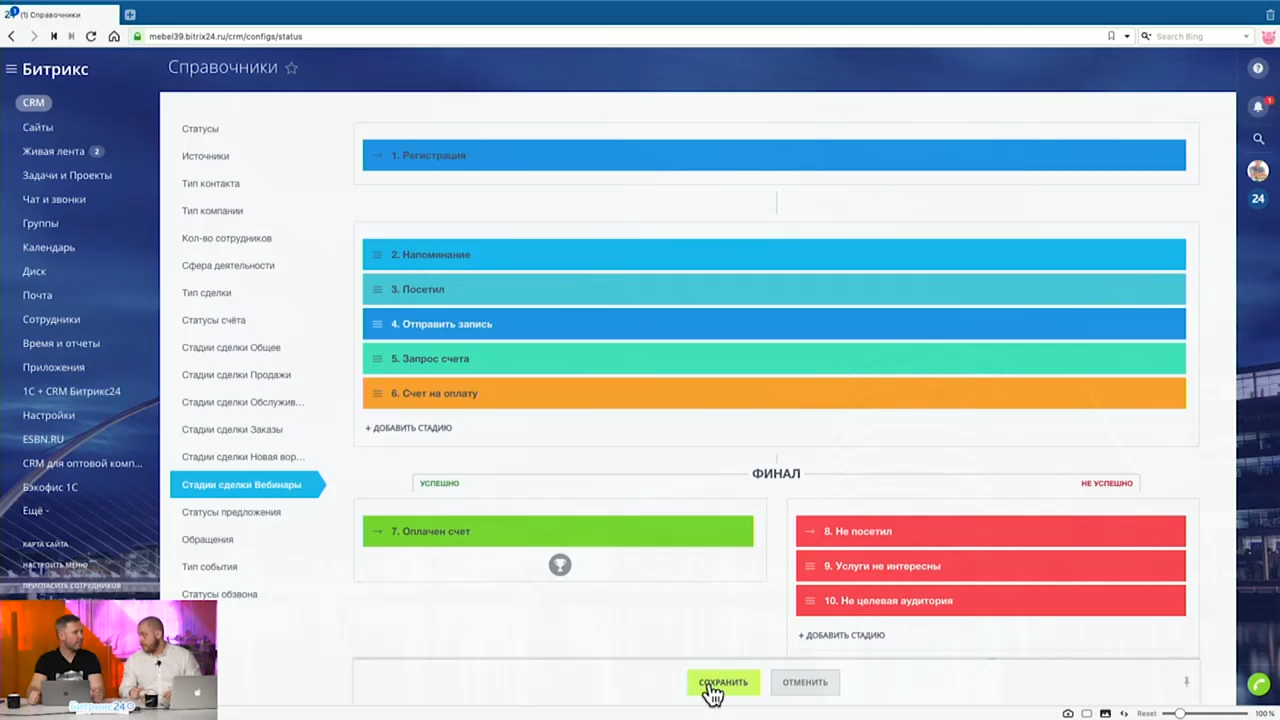 (1) Справочники
mebel39.bitrix24.ru/crm/configs/status
Search Bing
Битрикс
Справочники
CRM
Сайты
Живая лента 2
Задачи и Проекты
Чат и звонки
Группы
Календарь
Диск
Почта
Сотрудники
Время и отчеты
Приложения
1С + CRM Битрикс24
Настройки
ESBN.RU
CRM для оптовой комп...
Бэкофис 1С
Ещё
КАРТА САЙТА
НАСТРОИТЬ МЕНЮ
ПРИГЛАСИТЬ СОТРУДНИКОВ
Статусы
Источники
Тип контакта
Тип компании
Кол-во сотрудников
Сфера деятельности
Тип сделки
Статусы счёта
Стадии сделки Общее
Стадии сделки Продажи
Стадии сделки Обслужив...
Стадии сделки Заказы
Стадии сделки Новая вор...
Стадии сделки Вебинары
Статусы предложения
Обращения
Тип события
Статусы обзвона
1. Регистрация
2. Напоминание
3. Посетил
4. Отправить запись
5. Запрос счета
6. Счет на оплату
+ ДОБАВИТЬ СТАДИЮ
ФИНАЛ
УСПЕШНО
НЕ УСПЕШНО
7. Оплачен счет
8. Не посетил
9. Услуги не интересны
10. Не целевая аудитория
+ ДОБАВИТЬ СТАДИЮ
СОХРАНИТЬ
ОТМЕНИТЬ
1
24
Битрикс24
Reset
100 %